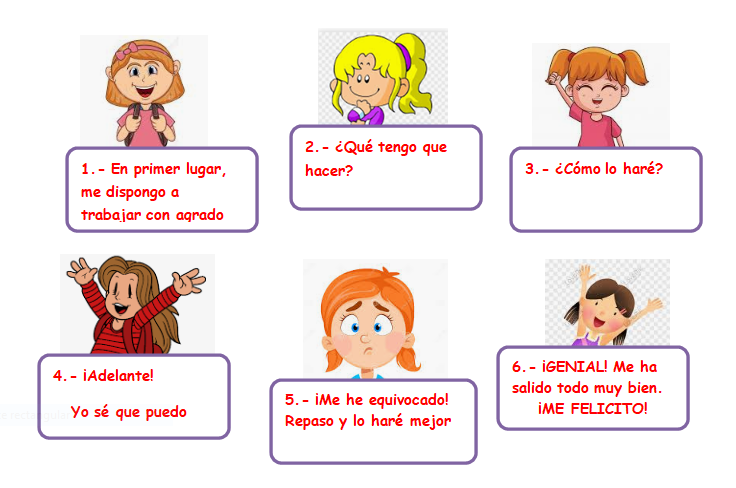 1.- En primer lugar,
me dispongo a
trabajar con agrado
2.- ¿Qué tengo que
hacer?
3.- ¿Cómo lo haré?
4.- ¡Adelante!
Yo sé que puedo
5.- ¡Me he equivocado!
Repaso y lo haré mejor
6.- ¡GENIAL! Me ha
salido todo muy bien.
¡ME FELICITO!